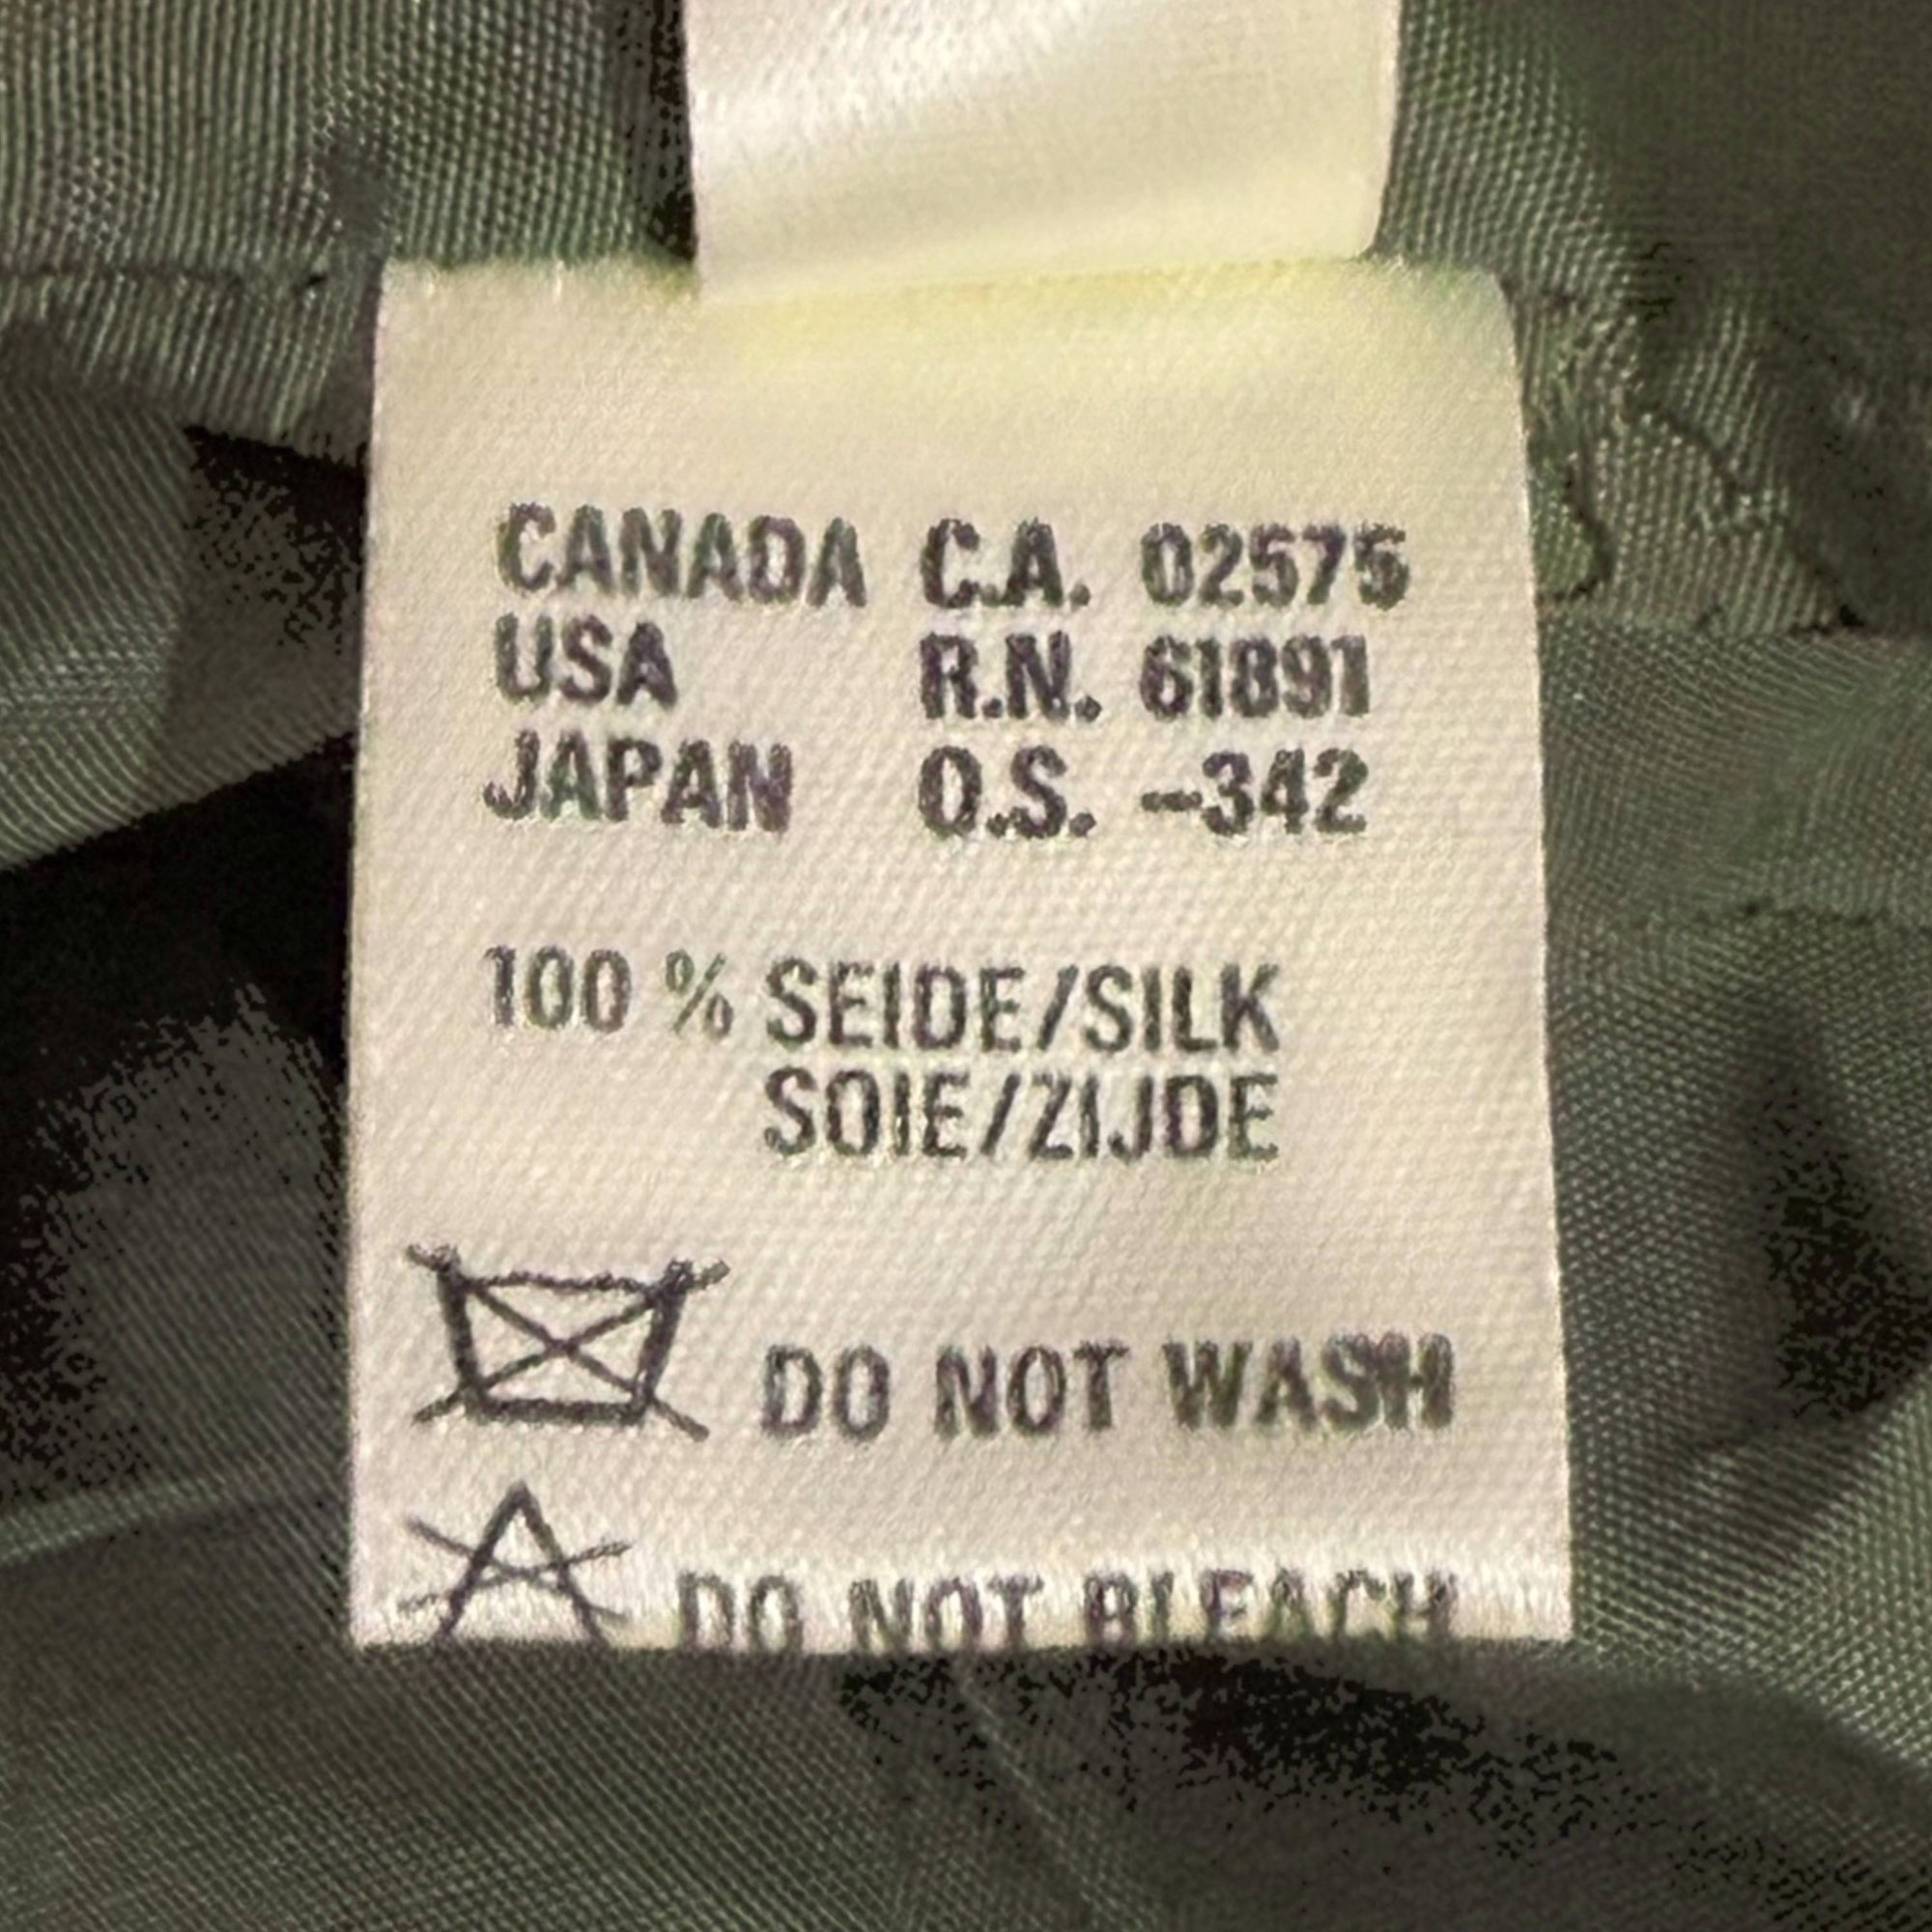 CANADA C.A. 02575
USA R.N. 61891
JAPAN O.S. -342
100 % SEIDE/SILK
SOIE/ZIJDE
DO NOT WASH
DO NOT BLEACH